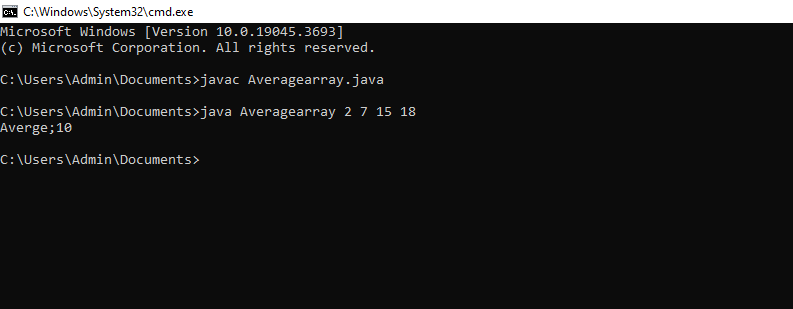 C:\Windows\System32\cmd.exe
Microsoft Windows [Version 10.0.19045.3693]
(c) Microsoft Corporation. All rights reserved.
C:\Users\Admin\Documents>javac Averagearray.java
C:\Users\Admin\Documents>java Averagearray 2 7 15 18
Averge;10
C:\Users\Admin\Documents>